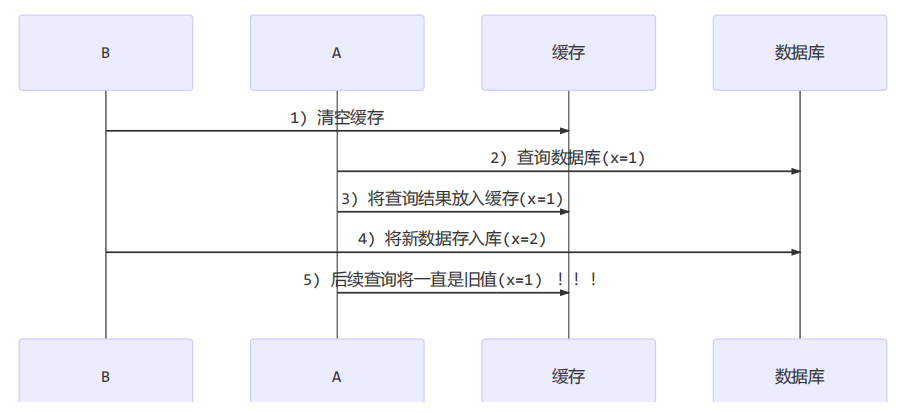 B A 缓存 数据库
1) 清空缓存
2) 查询数据库(x=1)
3) 将查询结果放入缓存(x=1)
4) 将新数据存入库(x=2)
5) 后续查询将一直是旧值(x=1) !!!
B A 缓存 数据库